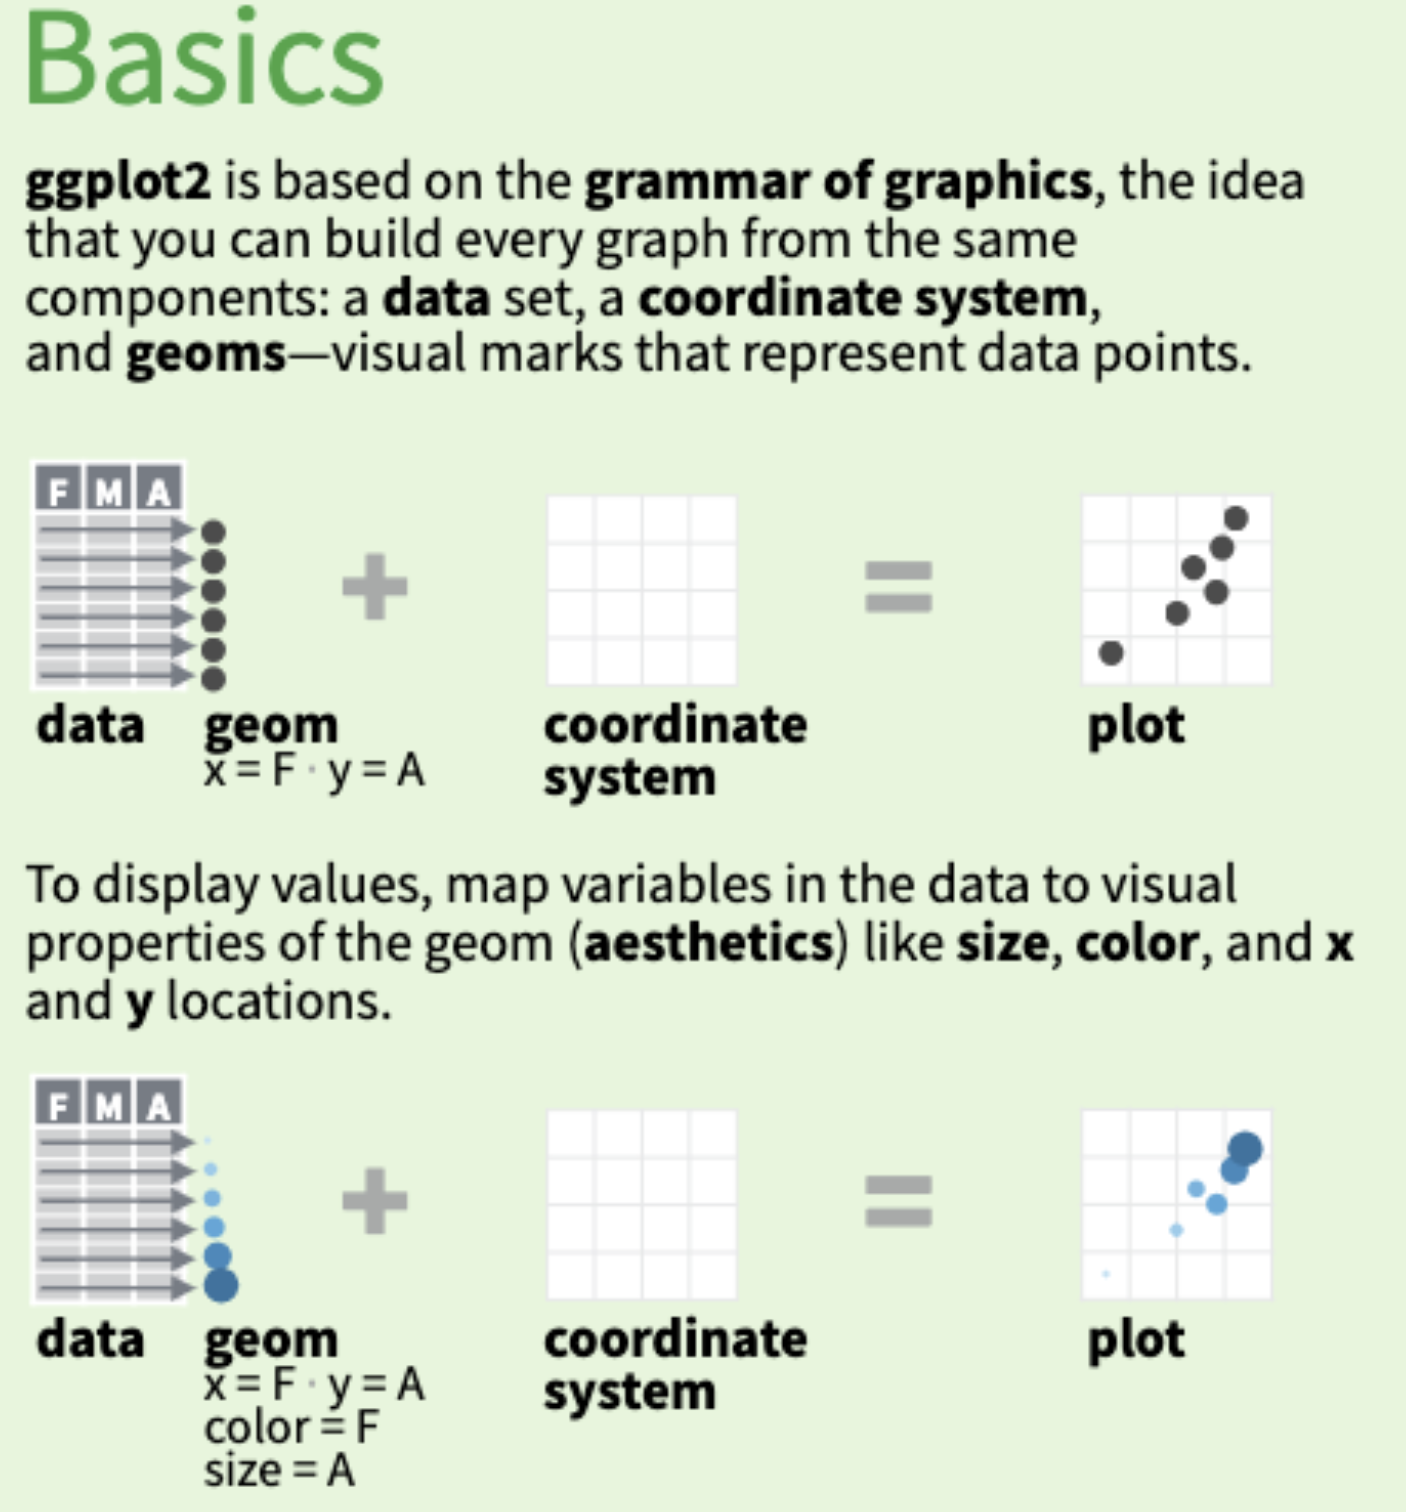 Basics
ggplot2 is based on the grammar of graphics, the idea
that you can build every graph from the same
components: a data set, a coordinate system,
and geoms—visual marks that represent data points.
F M A
data geom coordinate plot
x = F · y = A system
To display values, map variables in the data to visual
properties of the geom (aesthetics) like size, color, and x
and y locations.
F M A
data geom coordinate plot
x = F · y = A system
color = F
size = A